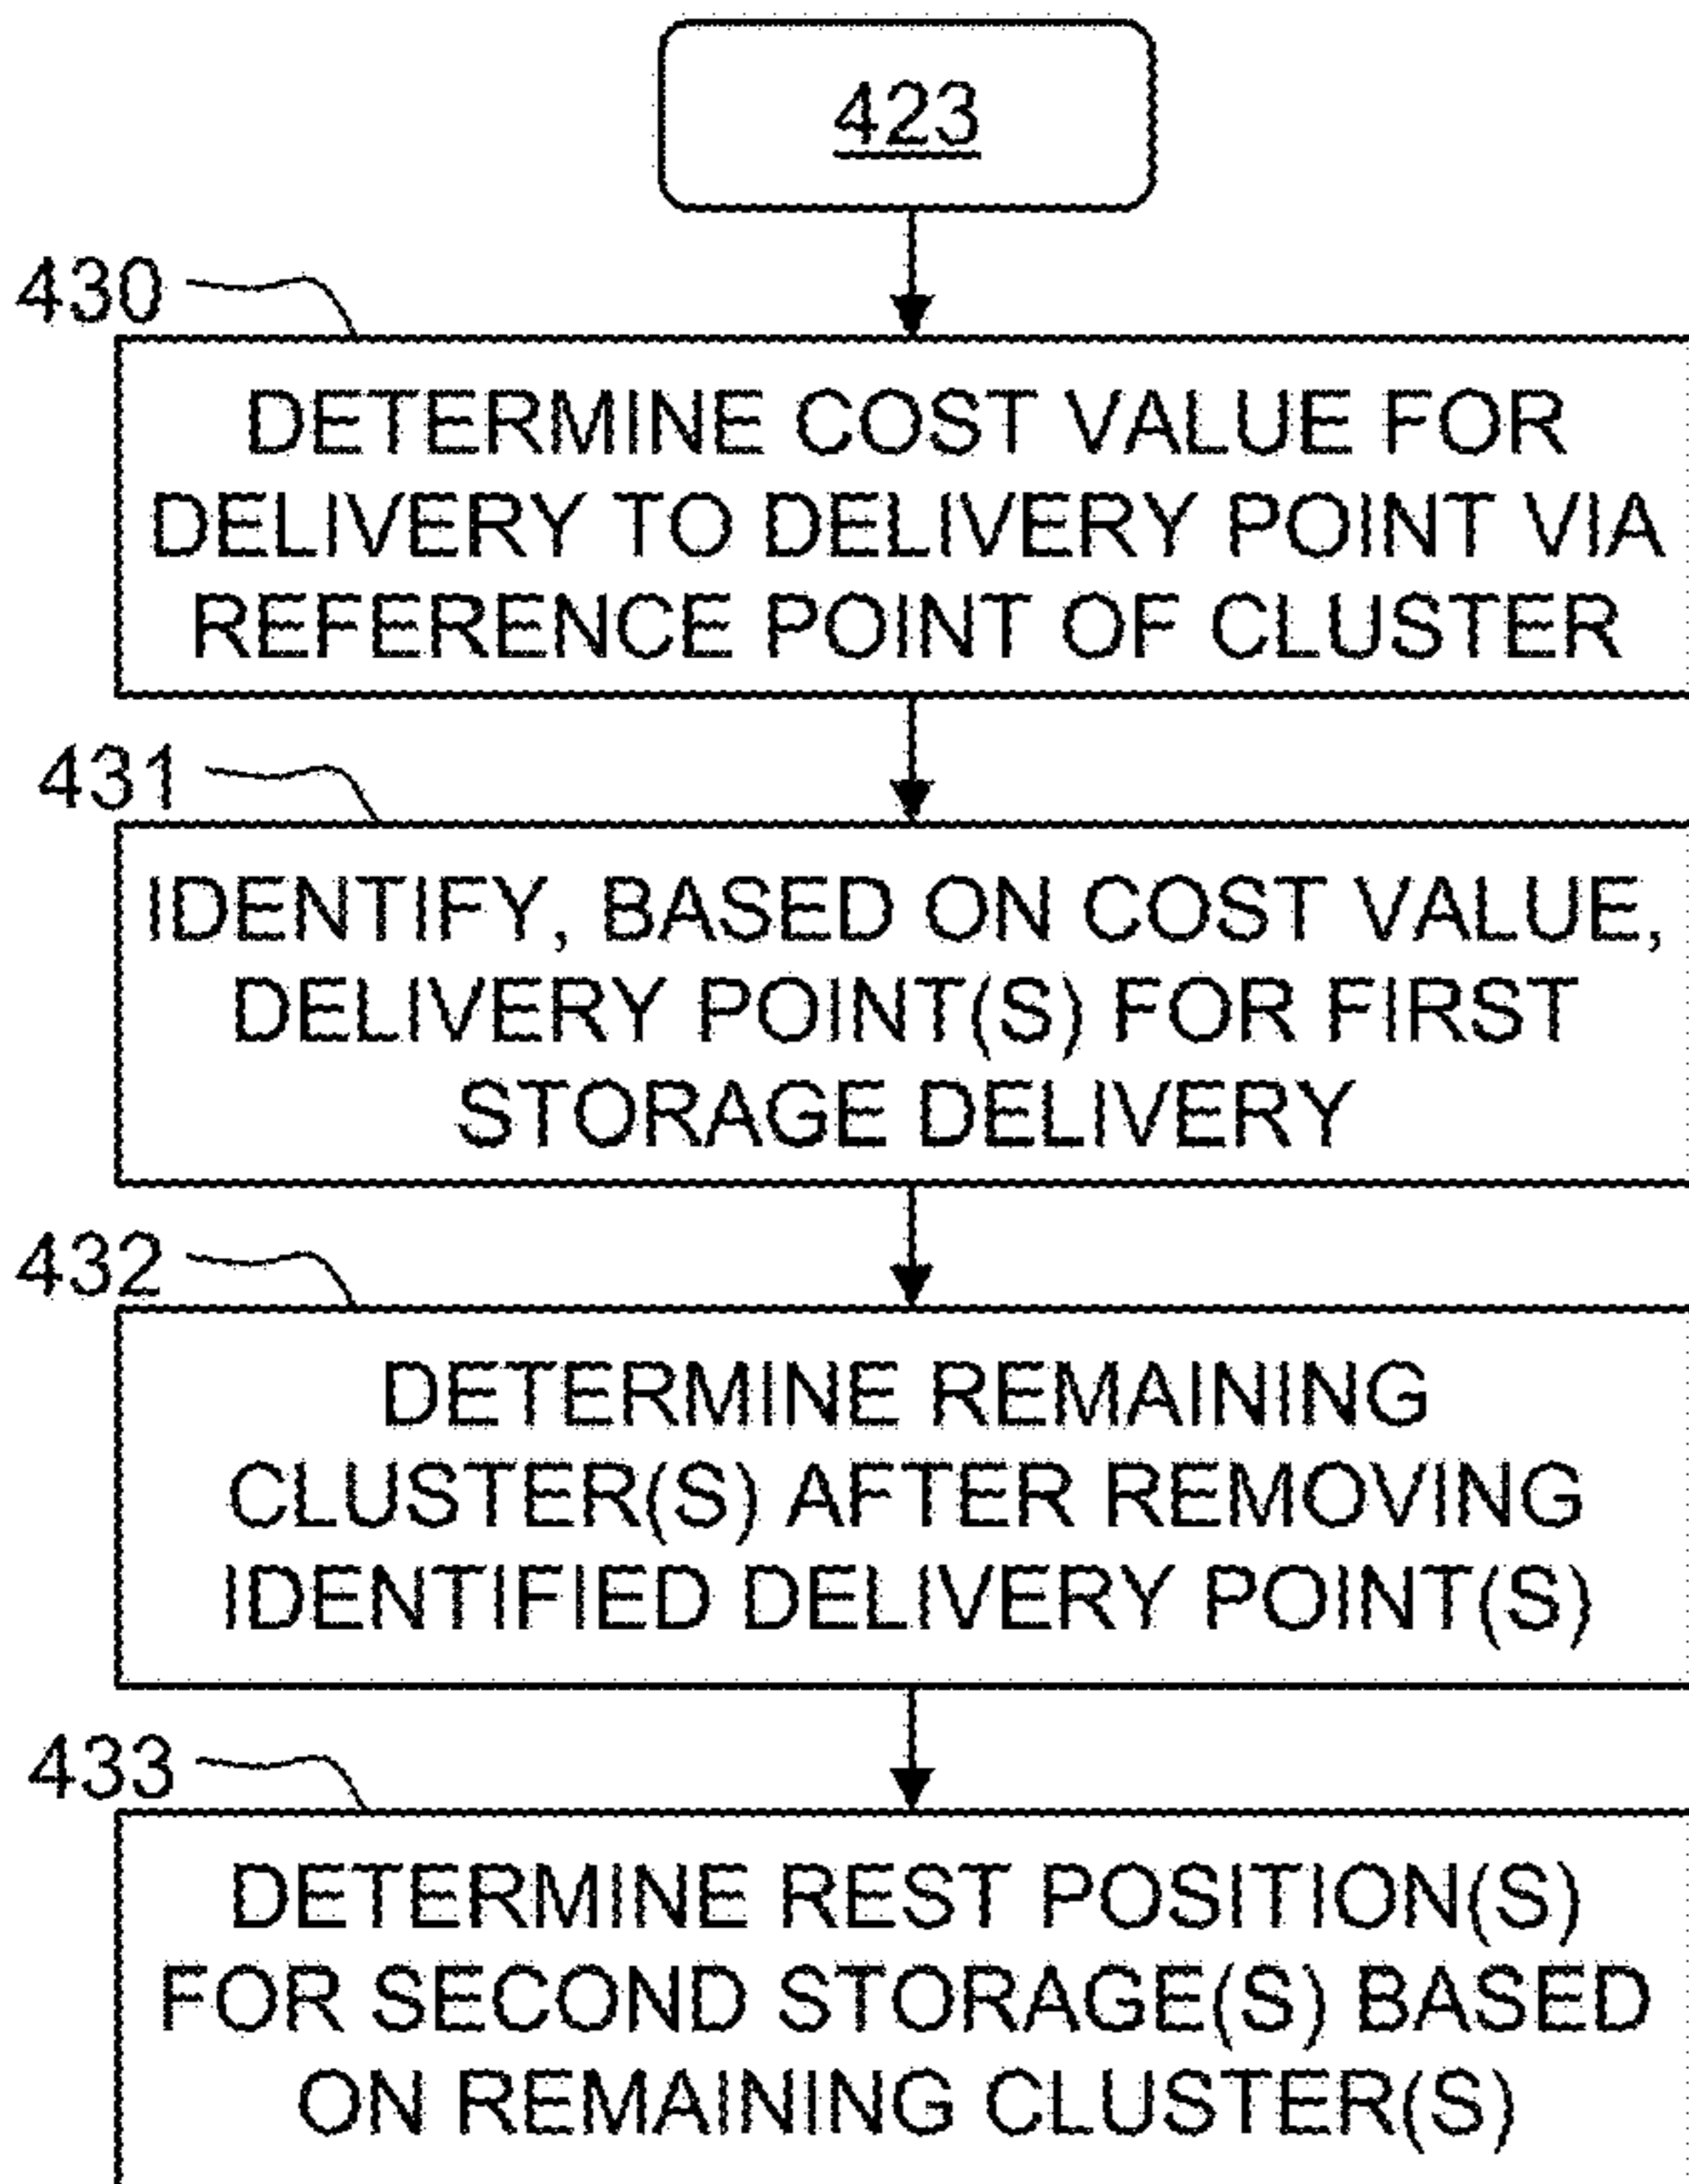 423
430
DETERMINE COST VALUE FOR
DELIVERY TO DELIVERY POINT VIA
REFERENCE POINT OF CLUSTER
431
IDENTIFY, BASED ON COST VALUE,
DELIVERY POINT(S) FOR FIRST
STORAGE DELIVERY
432
DETERMINE REMAINING
CLUSTER(S) AFTER REMOVING
IDENTIFIED DELIVERY POINT(S)
433
DETERMINE REST POSITION(S)
FOR SECOND STORAGE(S) BASED
ON REMAINING CLUSTER(S)